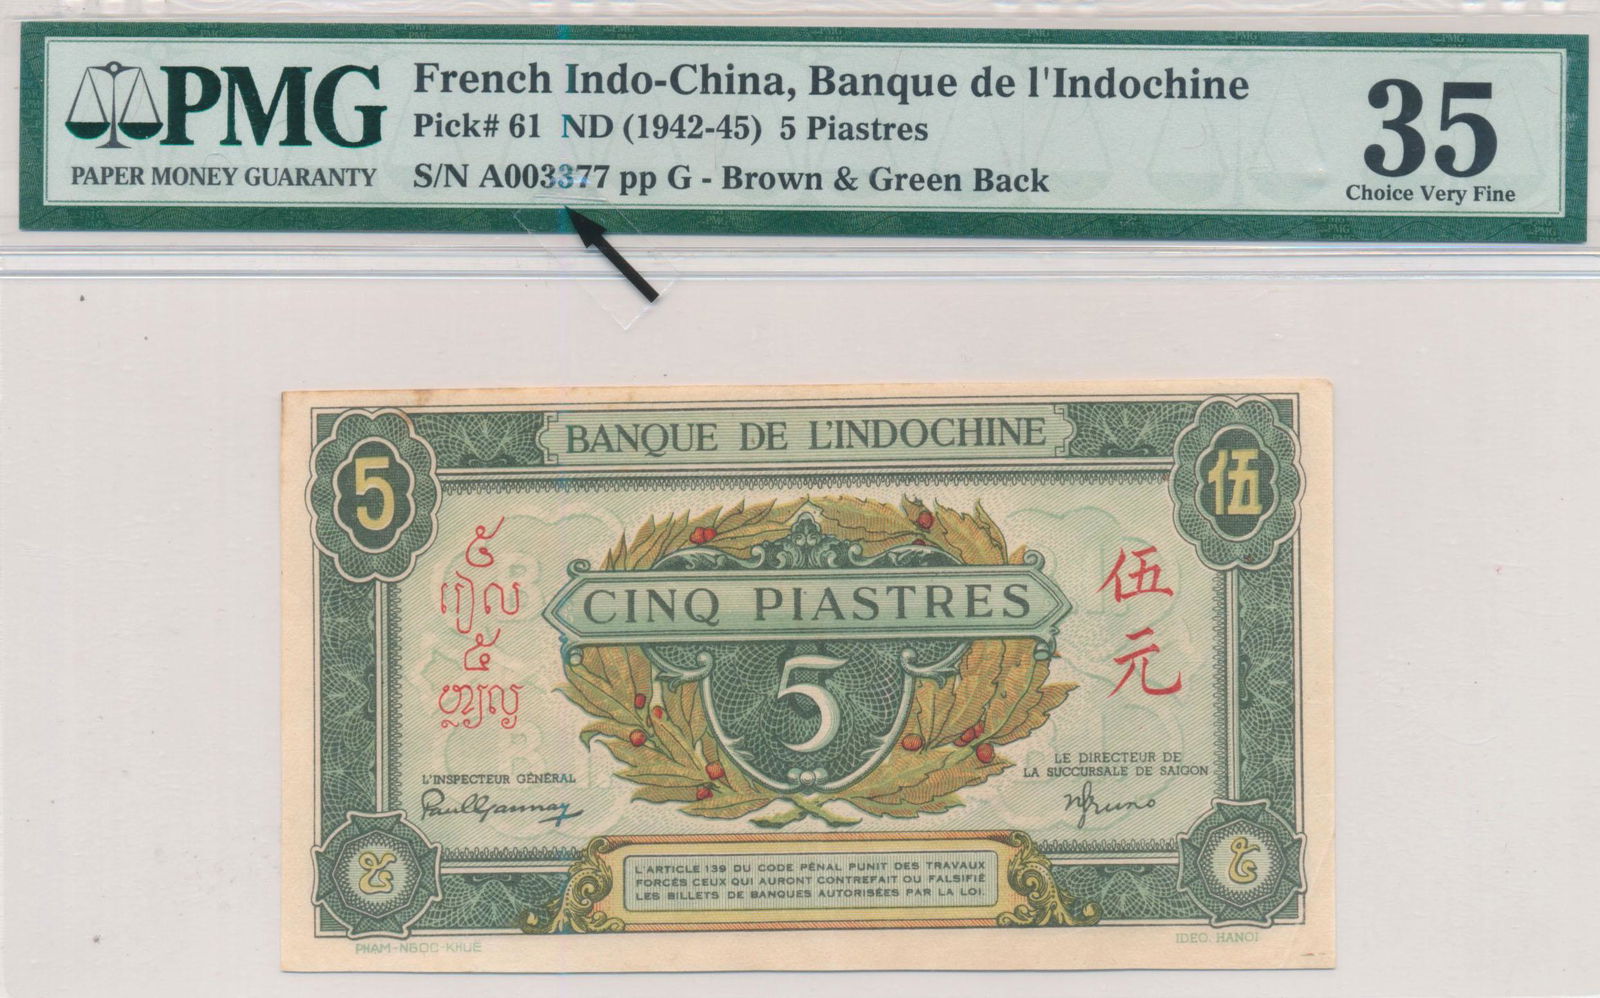 PMG
PAPER MONEY GUARANTY
French Indo-China, Banque de l'Indochine
Pick# 61 ND (1942-45) 5 Piastres
S/N A003377 pp G - Brown & Green Back
35
Choice Very Fine
BANQUE DE L'INDOCHINE
5
伍
៥
រៀល
伍
元
CINQ PIASTRES
5
L'INSPECTEUR GÉNÉRAL
LE DIRECTEUR DE
LA SUCCURSALE DE SAIGON
L'ARTICLE 139 DU CODE PÉNAL PUNIT DES TRAVAUX
FORCÉS CEUX QUI AURONT CONTREFAIT OU FALSIFIÉ
LES BILLETS DE BANQUES AUTORISÉES PAR LA LOI.
PHAM-NGOC-KHUÊ
IDEO. HANOI